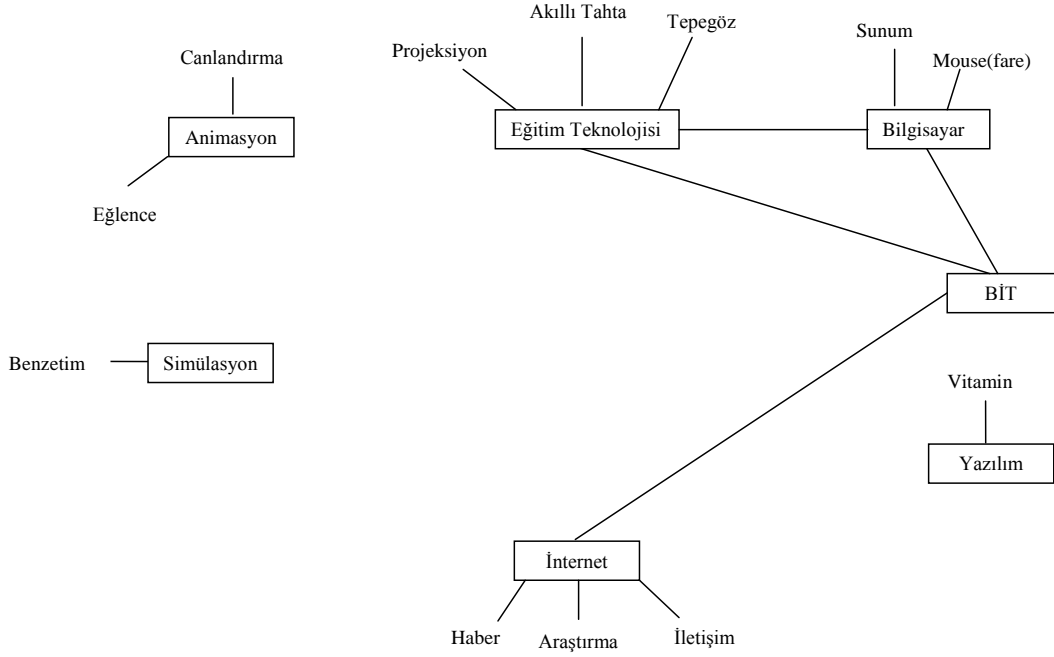 Akıllı Tahta
Tepegöz
Sunum
Projeksiyon
Canlandırma
Mouse(fare)
Animasyon
Eğitim Teknolojisi
Bilgisayar
Eğlence
BİT
Benzetim
Simülasyon
Vitamin
Yazılım
İnternet
Haber
Araştırma
İletişim